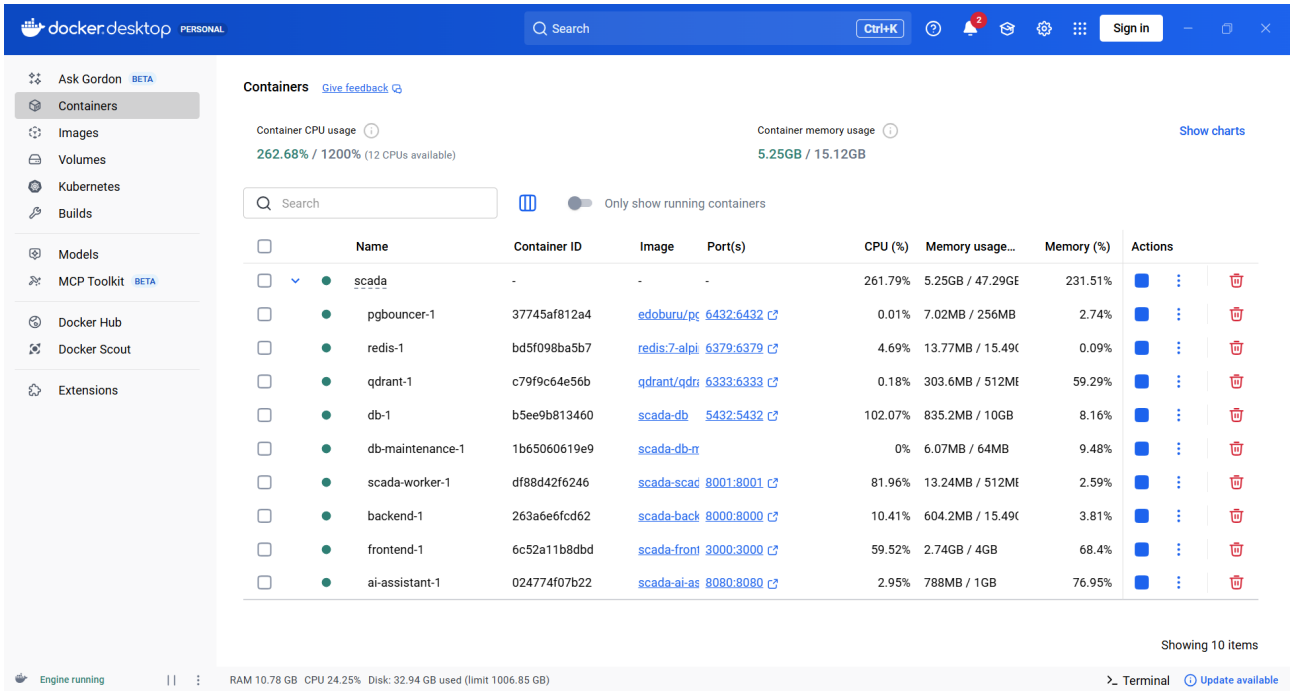 docker.desktop PERSONAL Search Ctrl+K 2 Sign in
Ask Gordon BETA
Containers
Images
Volumes
Kubernetes
Builds
Models
MCP Toolkit BETA
Docker Hub
Docker Scout
Extensions
Containers Give feedback
Container CPU usage
262.68% / 1200% (12 CPUs available)
Container memory usage
5.25GB / 15.12GB
Show charts
Search
Only show running containers
Name Container ID Image Port(s) CPU (%) Memory usage... Memory (%) Actions
scada - - - 261.79% 5.25GB / 47.29GE 231.51%
pgbouncer-1 37745af812a4 edoburu/pg 6432:6432 0.01% 7.02MB / 256MB 2.74%
redis-1 bd5f098ba5b7 redis:7-alpi 6379:6379 4.69% 13.77MB / 15.49( 0.09%
qdrant-1 c79f9c64e56b qdrant/qdra 6333:6333 0.18% 303.6MB / 512ME 59.29%
db-1 b5ee9b813460 scada-db 5432:5432 102.07% 835.2MB / 10GB 8.16%
db-maintenance-1 1b65060619e9 scada-db-m 0% 6.07MB / 64MB 9.48%
scada-worker-1 df88d42f6246 scada-scad 8001:8001 81.96% 13.24MB / 512ME 2.59%
backend-1 263a6e6fcd62 scada-back 8000:8000 10.41% 604.2MB / 15.49( 3.81%
frontend-1 6c52a11b8dbd scada-front 3000:3000 59.52% 2.74GB / 4GB 68.4%
ai-assistant-1 024774f07b22 scada-ai-as 8080:8080 2.95% 788MB / 1GB 76.95%
Showing 10 items
Engine running RAM 10.78 GB CPU 24.25% Disk: 32.94 GB used (limit 1006.85 GB) Terminal Update available